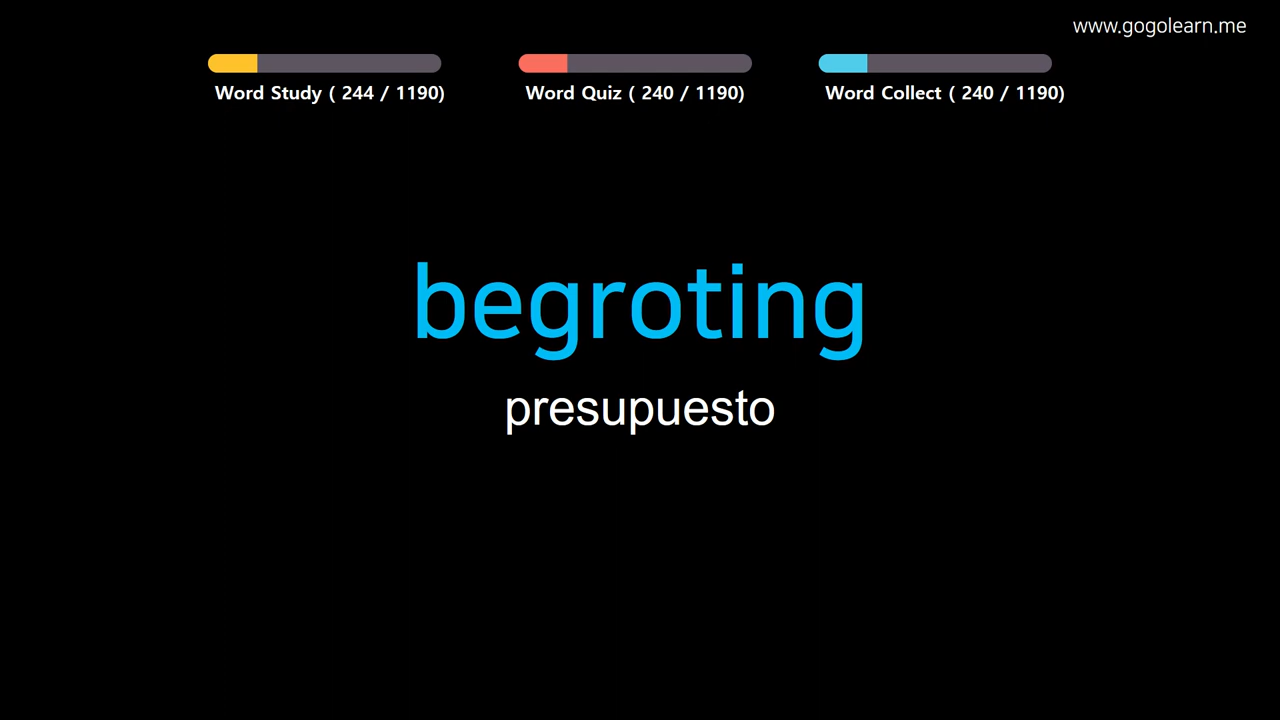 www.gogolearn.me
Word Study ( 244 / 1190)
Word Quiz ( 240 / 1190)
Word Collect ( 240 / 1190)
begroting
presupuesto